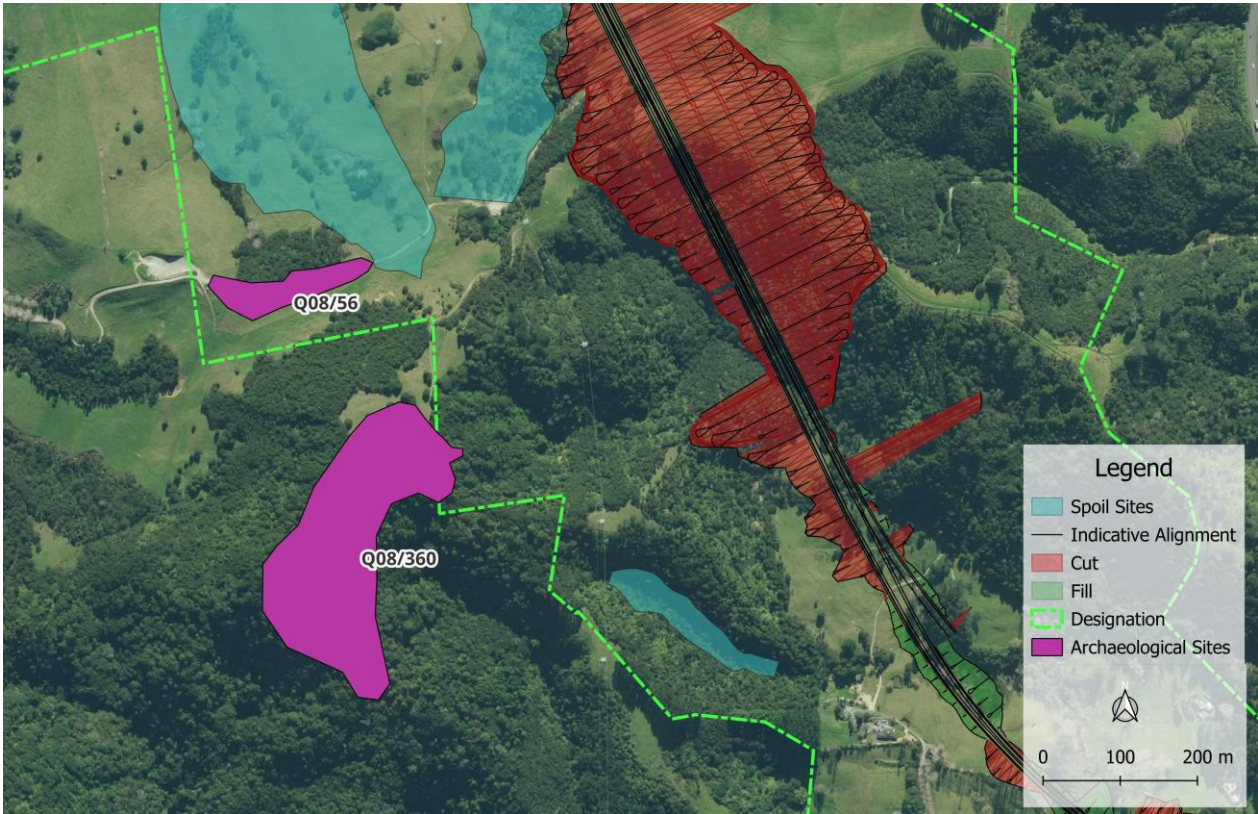 Q08/56
Q08/360
Legend
Spoil Sites
Indicative Alignment
Cut
Fill
Designation
Archaeological Sites
N
0 100 200 m